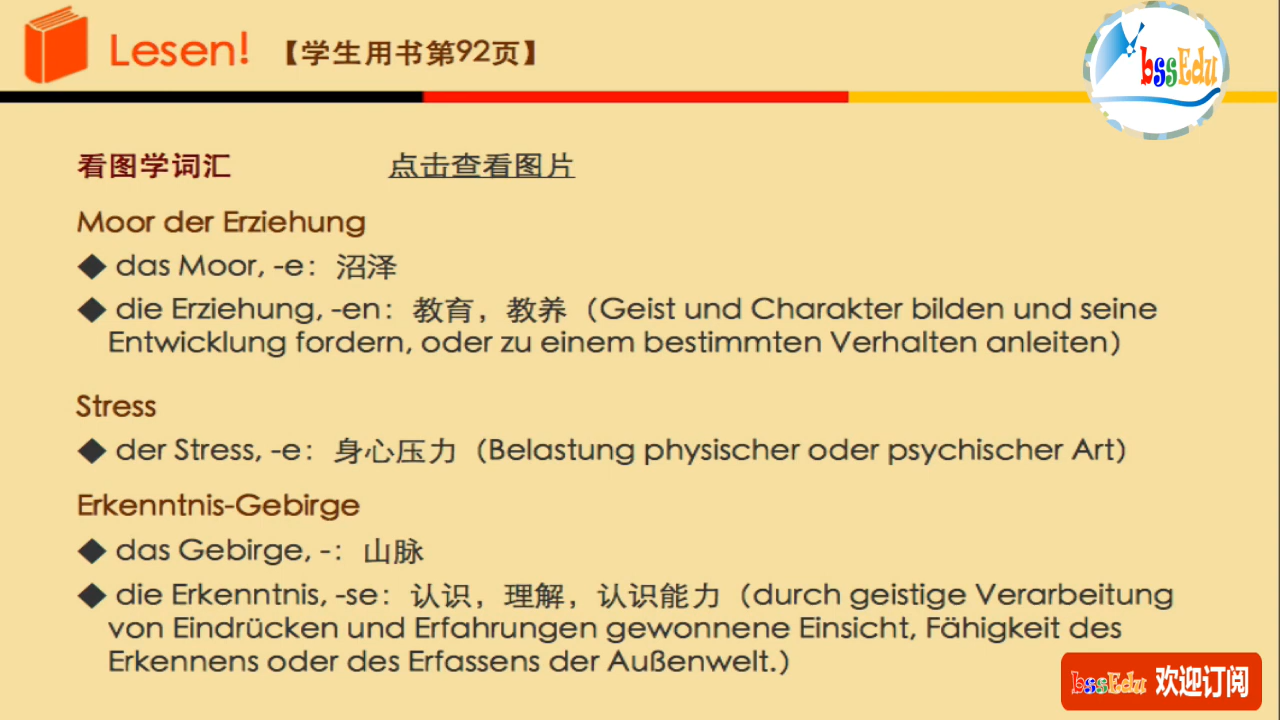 Lesen! 【学生用书第92页】
bssEdu
看图学词汇 点击查看图片
Moor der Erziehung
◆ das Moor, -e：沼泽
◆ die Erziehung, -en：教育，教养（Geist und Charakter bilden und seine
Entwicklung fordern, oder zu einem bestimmten Verhalten anleiten）
Stress
◆ der Stress, -e：身心压力（Belastung physischer oder psychischer Art）
Erkenntnis-Gebirge
◆ das Gebirge, -：山脉
◆ die Erkenntnis, -se：认识，理解，认识能力（durch geistige Verarbeitung
von Eindrücken und Erfahrungen gewonnene Einsicht, Fähigkeit des
Erkennens oder des Erfassens der Außenwelt.）
bssEdu 欢迎订阅